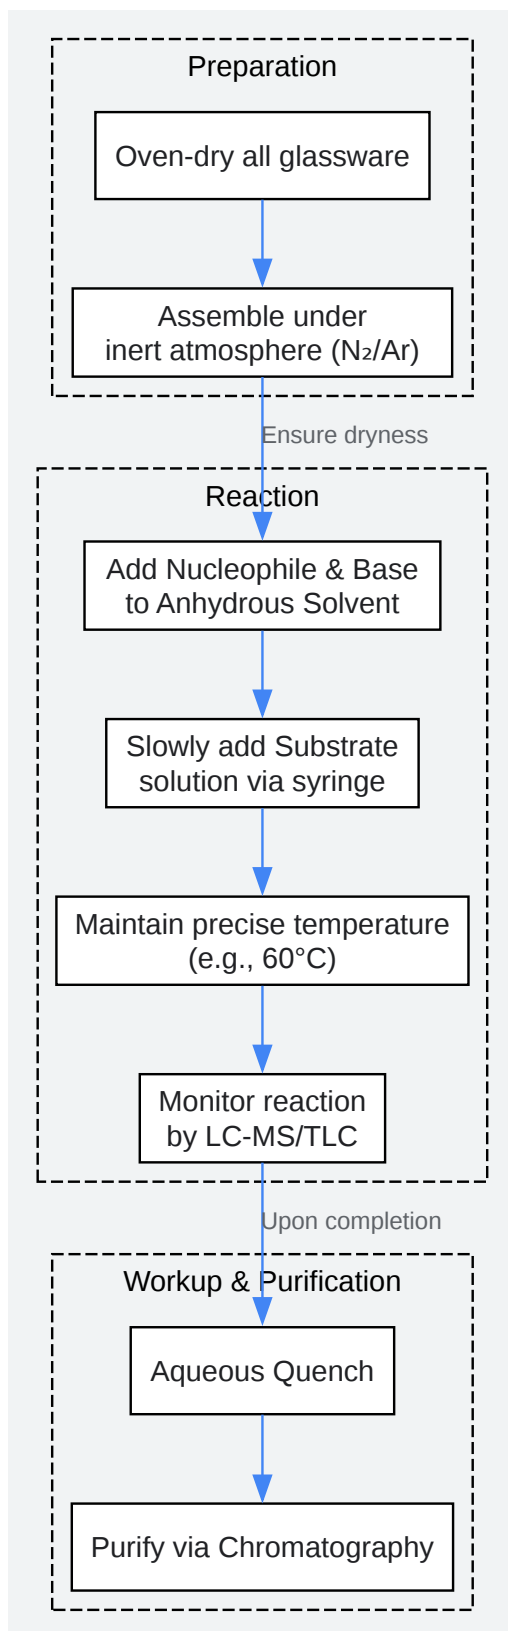 Preparation
Oven-dry all glassware
Assemble under
inert atmosphere (N₂/Ar)
Ensure dryness
Reaction
Add Nucleophile & Base
to Anhydrous Solvent
Slowly add Substrate
solution via syringe
Maintain precise temperature
(e.g., 60°C)
Monitor reaction
by LC-MS/TLC
Upon completion
Workup & Purification
Aqueous Quench
Purify via Chromatography